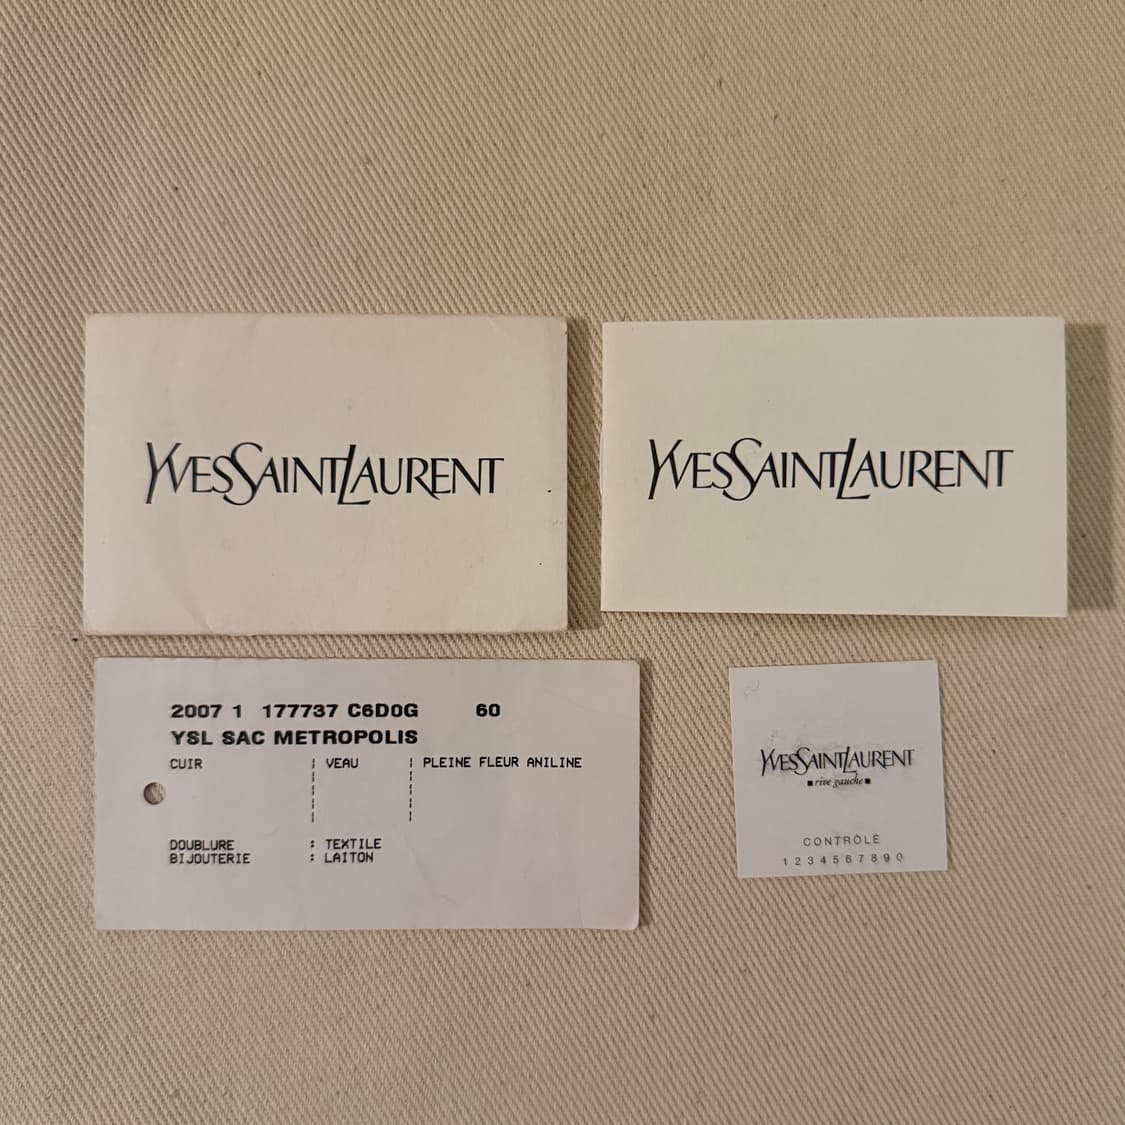 YVESSAINTLAURENT
YVESSAINTLAURENT
2007 1 177737 C6D0G 60
YSL SAC METROPOLIS
CUIR ¦ VEAU ¦ PLEINE FLEUR ANILINE
DOUBLURE : TEXTILE
BIJOUTERIE : LAITON
YVESSAINTLAURENT
rive gauche
CONTRÔLÉ
1 2 3 4 5 6 7 8 9 0